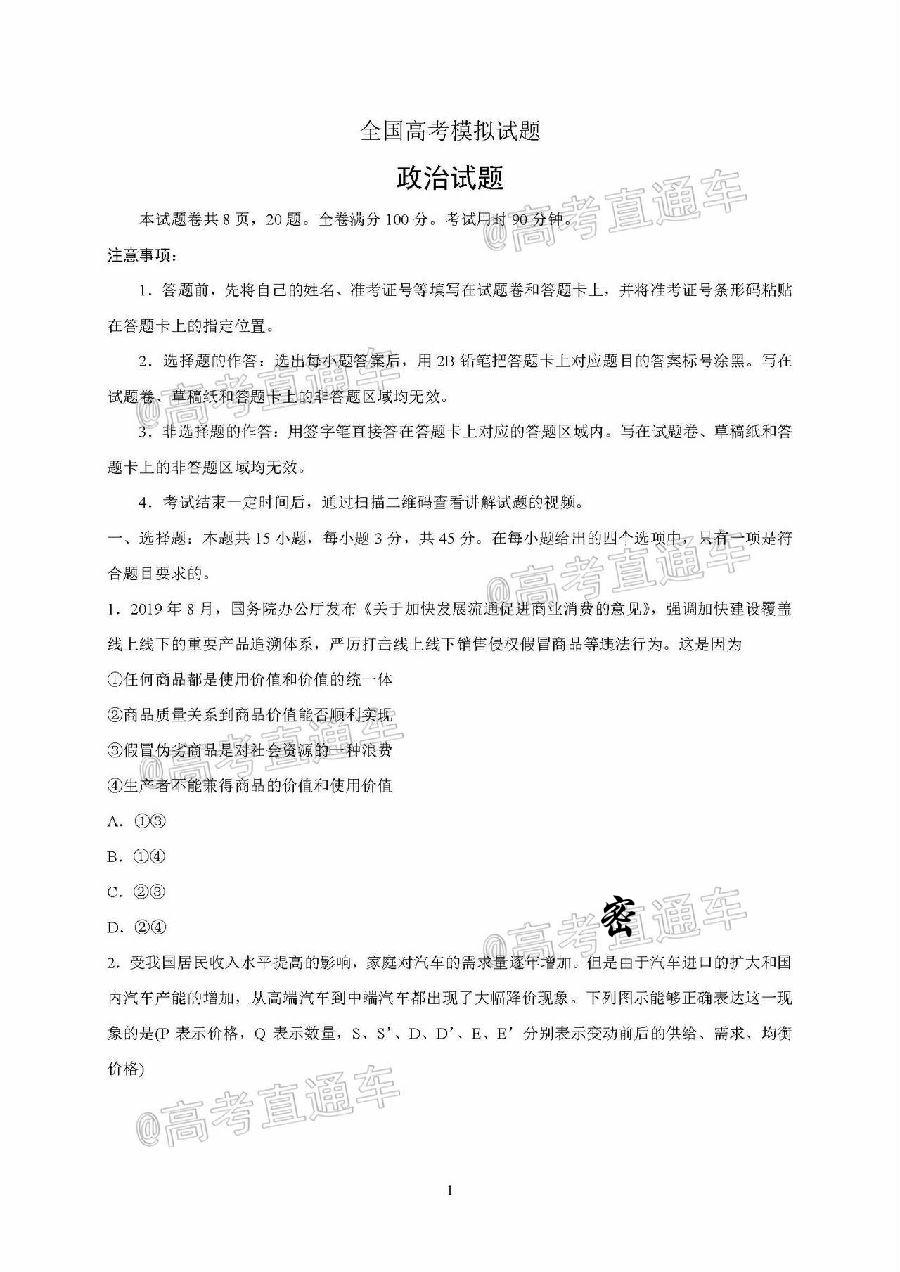 全国高考模拟试题
政治试题
本试题卷共8页，20题。全卷满分100分。考试用时90分钟。
@高考直通车
注意事项：
1．答题前，先将自己的姓名、准考证号等填写在试题卷和答题卡上，并将准考证号条形码粘贴
在答题卡上的指定位置。
2．选择题的作答：选出每小题答案后，用2B铅笔把答题卡上对应题目的答案标号涂黑。写在
试题卷、草稿纸和答题卡上的非答题区域均无效。
@高考直通车
3．非选择题的作答：用签字笔直接答在答题卡上对应的答题区域内。写在试题卷、草稿纸和答
题卡上的非答题区域均无效。
4．考试结束一定时间后，通过扫描二维码查看讲解试题的视频。
一、选择题：本题共15小题，每小题3分，共45分。在每小题给出的四个选项中，只有一项是符
合题目要求的。
@高考直通车
1．2019年8月，国务院办公厅发布《关于加快发展流通促进商业消费的意见》，强调加快建设覆盖
线上线下的重要产品追溯体系，严厉打击线上线下销售侵权假冒商品等违法行为。这是因为
①任何商品都是使用价值和价值的统一体
②商品质量关系到商品价值能否顺利实现
③假冒伪劣商品是对社会资源的一种浪费
@高考直通车
④生产者不能兼得商品的价值和使用价值
A．①③
B．①④
C．②③
D．②④
密
@高考直通车
2．受我国居民收入水平提高的影响，家庭对汽车的需求量逐年增加。但是由于汽车进口的扩大和国
内汽车产能的增加，从高端汽车到中端汽车都出现了大幅降价现象。下列图示能够正确表达这一现
象的是(P 表示价格，Q 表示数量，S、S′、D、D′、E、E′分别表示变动前后的供给、需求、均衡
价格)
@高考直通车
1